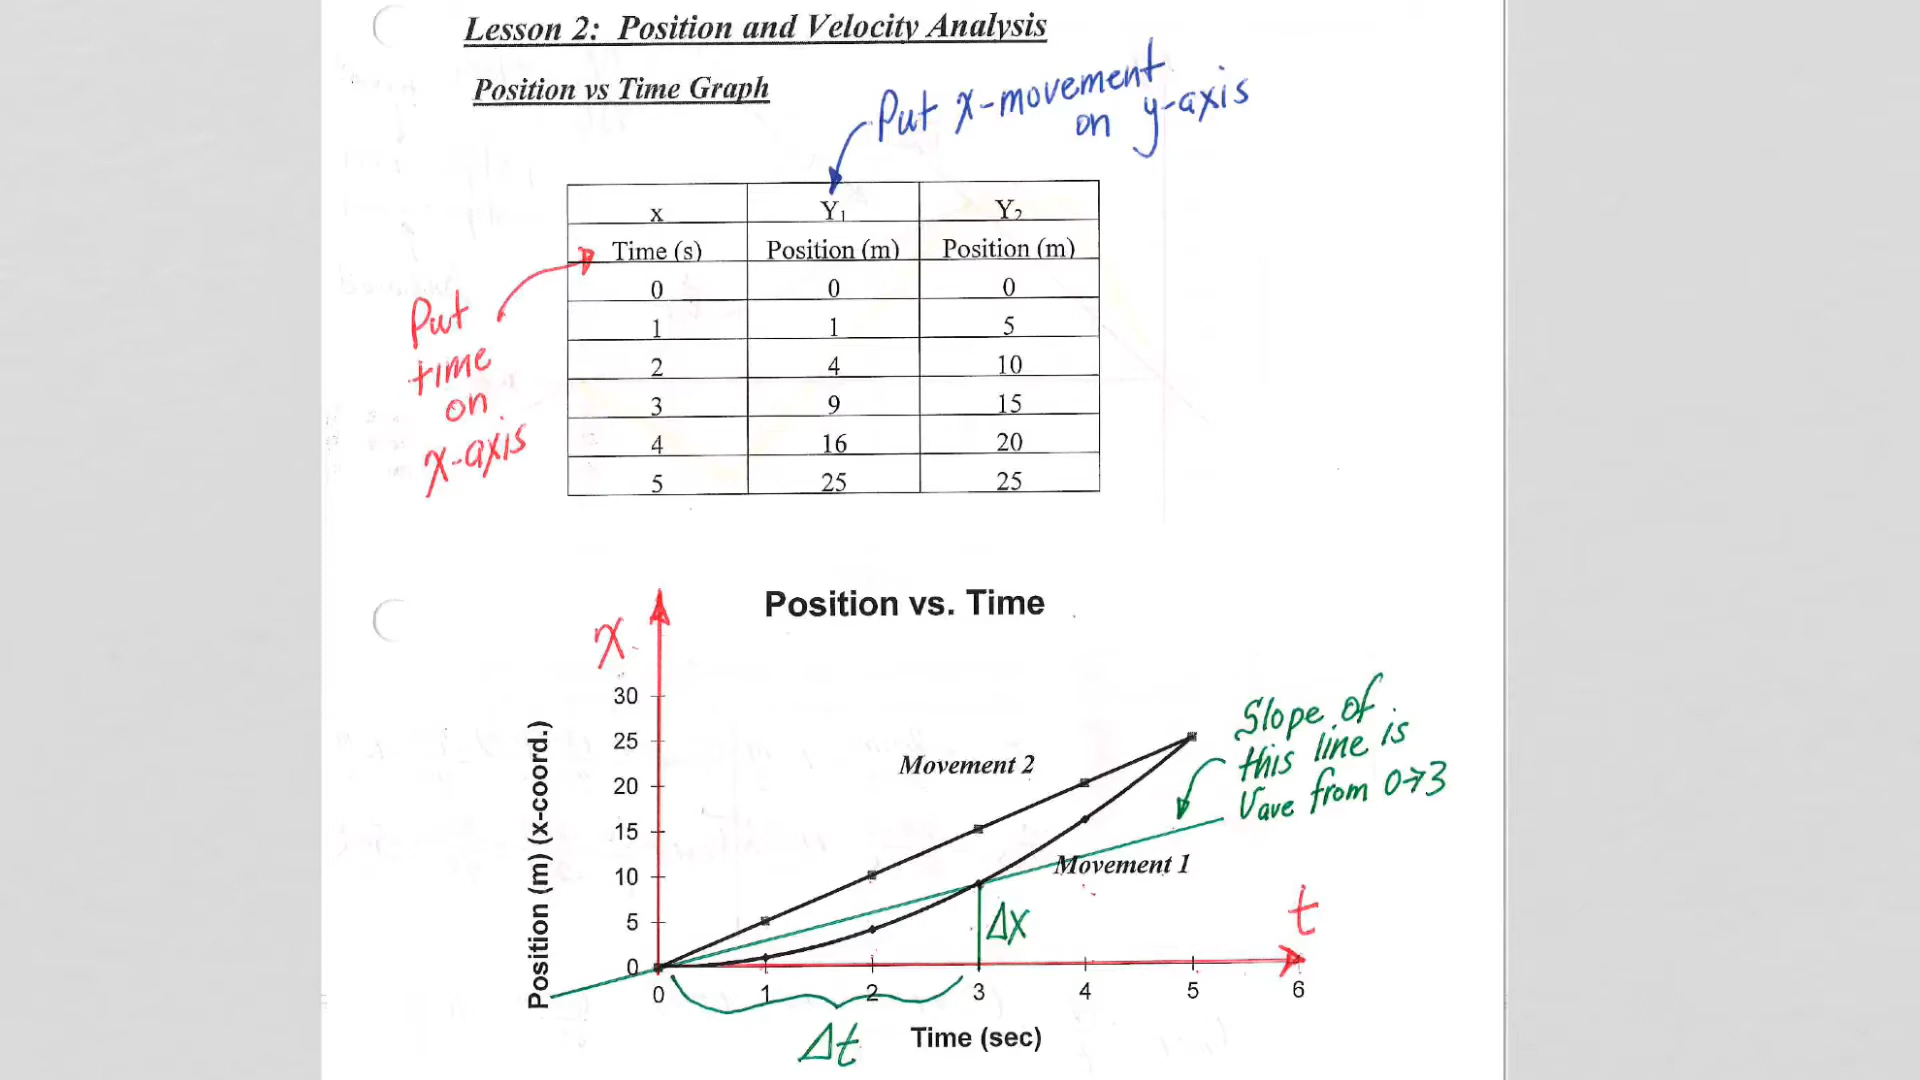 Lesson 2: Position and Velocity Analysis
Position vs Time Graph
Put x-movement
on y-axis
x Y₁ Y₂
Time (s) Position (m) Position (m)
0 0 0
1 1 5
2 4 10
3 9 15
4 16 20
5 25 25
Put
time
on
x-axis
Position vs. Time
x
30
25
20
15
10
5
0
Position (m) (x-coord.)
Movement 2
Movement 1
Slope of
this line is
Vave from 0→3
Δx
t
0 1 2 3 4 5 6
Δt
Time (sec)